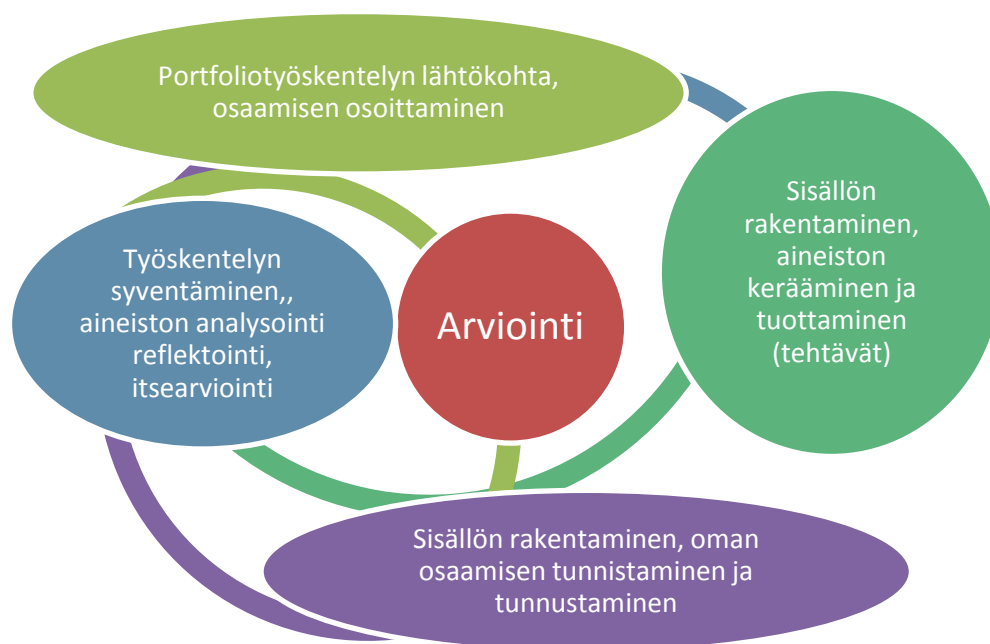 Portfoliotyöskentelyn lähtökohta,
osaamisen osoittaminen
Sisällön
rakentaminen,
aineiston
kerääminen ja
tuottaminen
(tehtävät)
Työskentelyn
syventäminen,,
aineiston analysointi
reflektointi,
itsearviointi
Arviointi
Sisällön rakentaminen, oman
osaamisen tunnistaminen ja
tunnustaminen